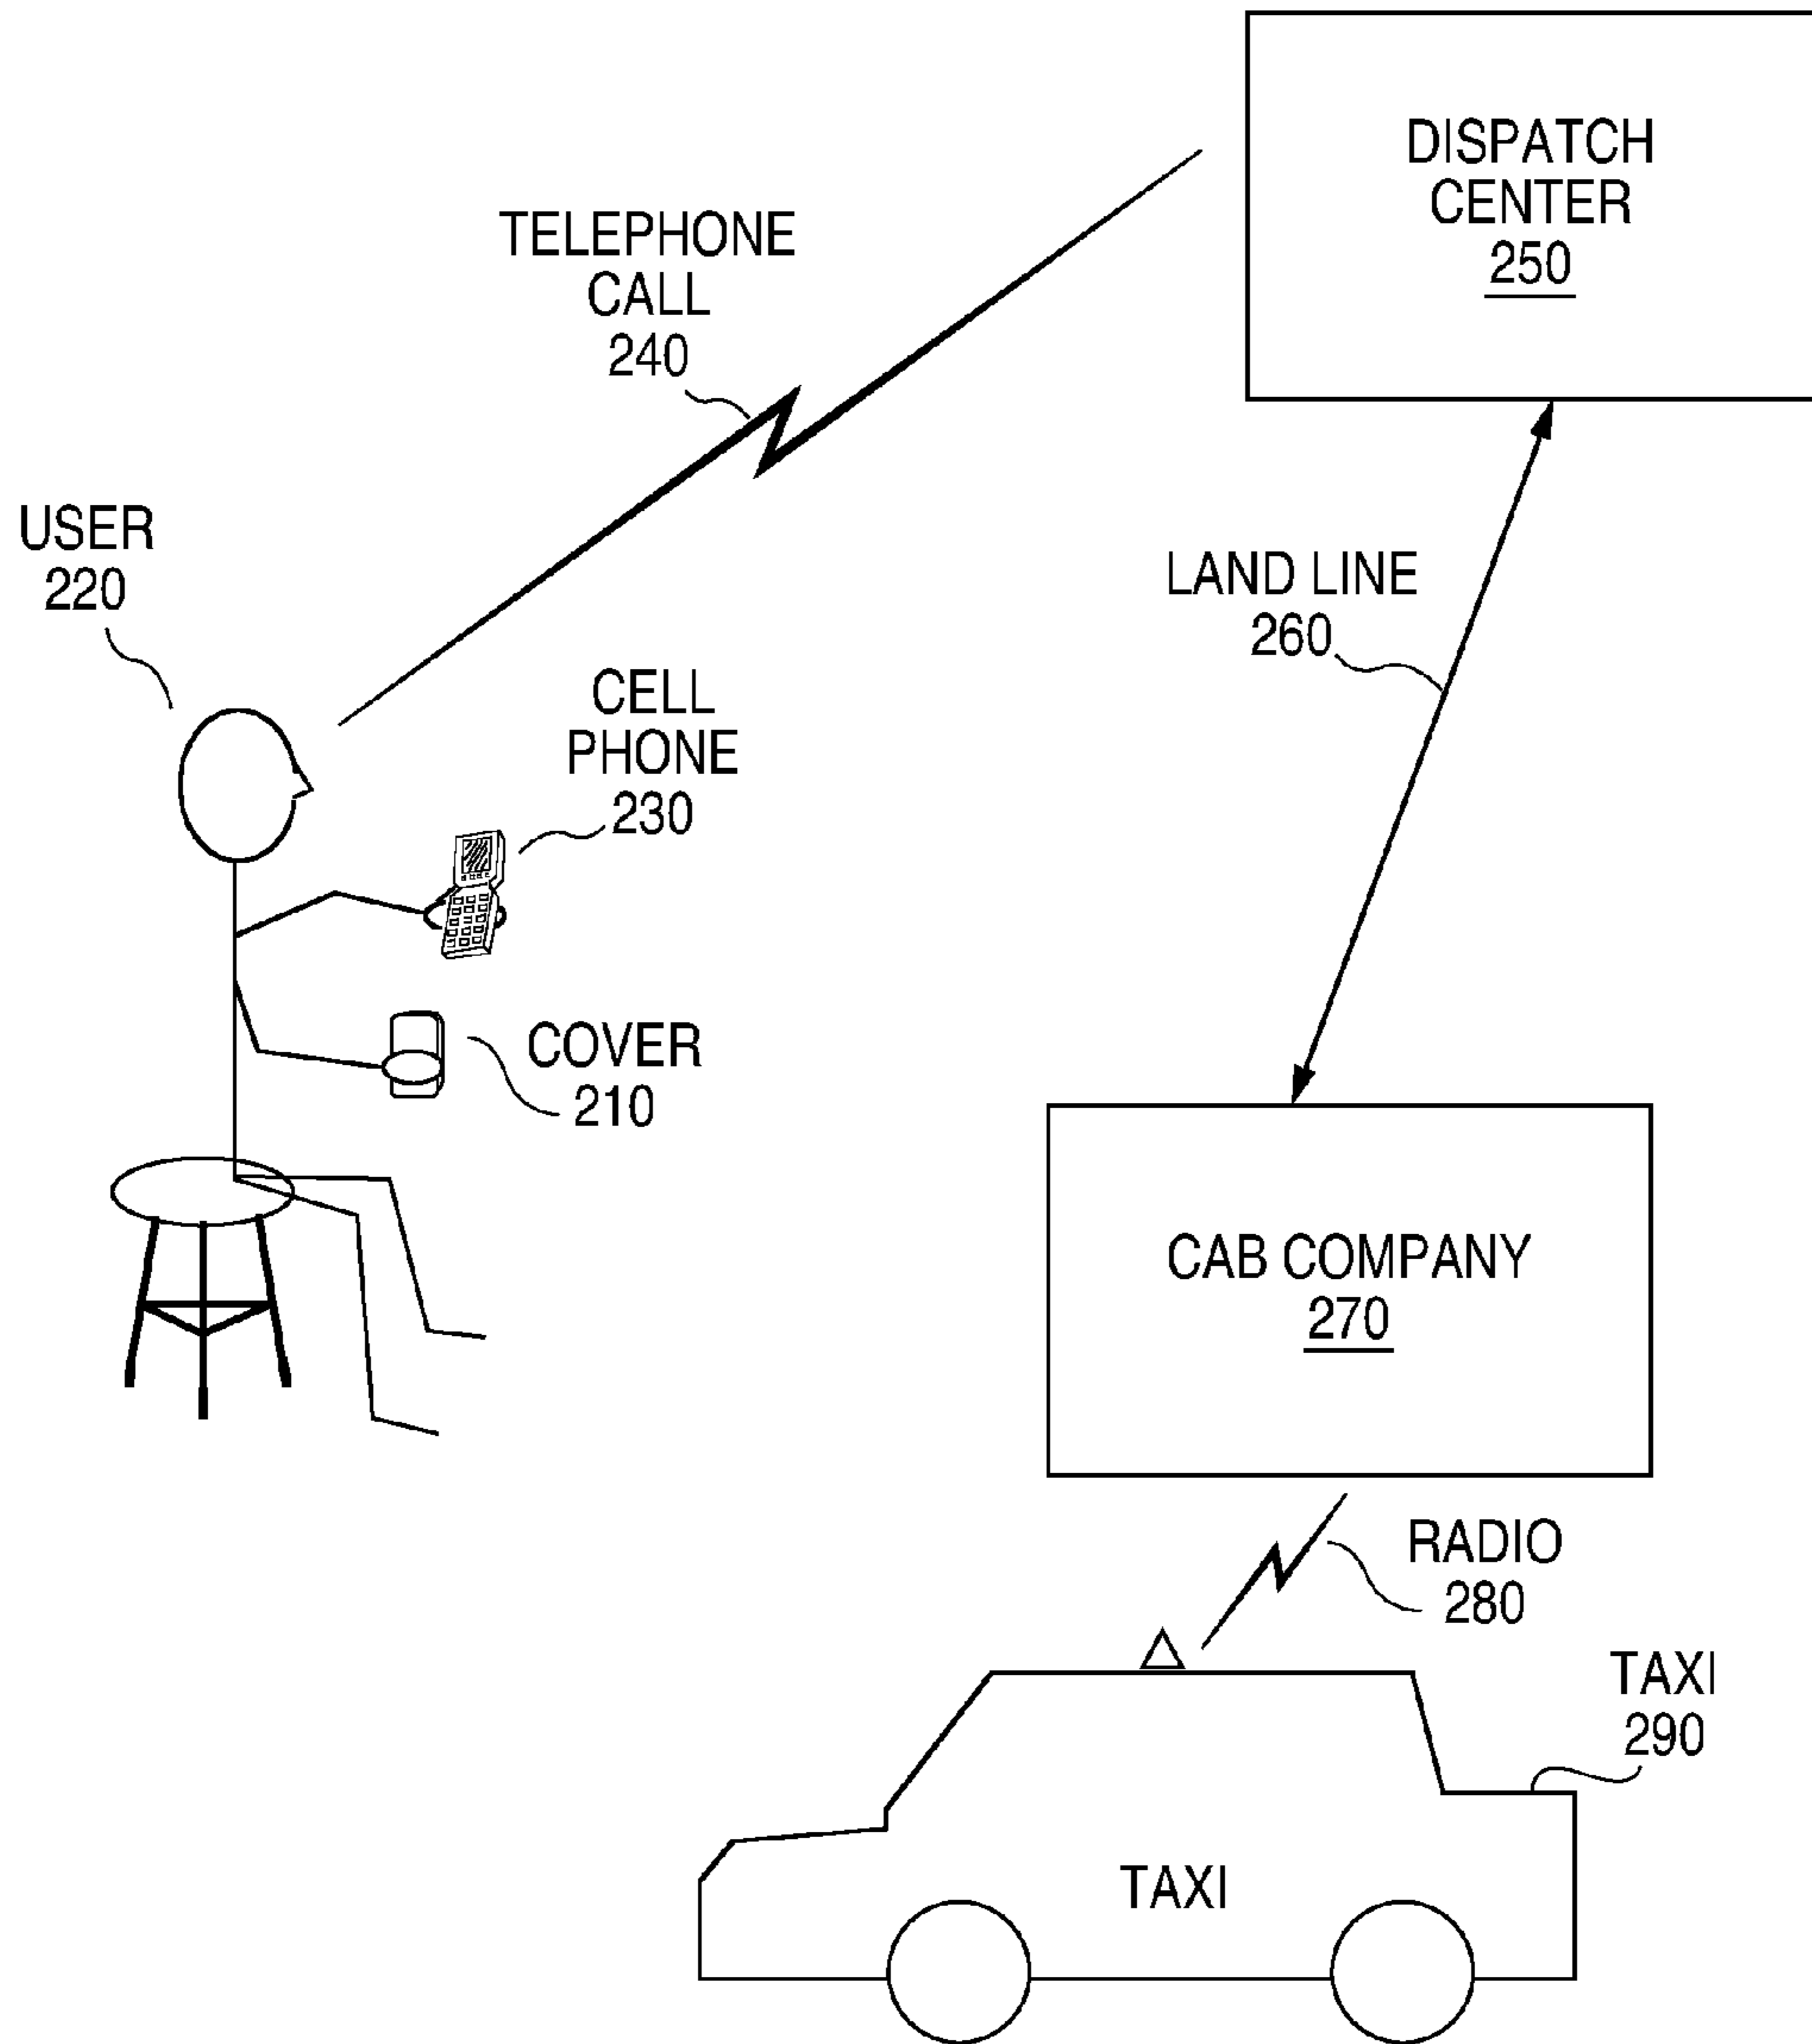 DISPATCH
CENTER
250
TELEPHONE
CALL
240
USER
220
LAND LINE
260
CELL
PHONE
230
COVER
210
CAB COMPANY
270
RADIO
280
TAXI
290
TAXI